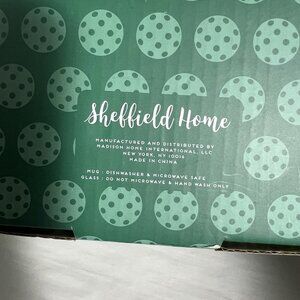 Sheffield Home
MANUFACTURED AND DISTRIBUTED BY
MADISON HOME INTERNATIONAL, LLC
NEW YORK, NY 10016
MADE IN CHINA
MUG : DISHWASHER & MICROWAVE SAFE
GLASS : DO NOT MICROWAVE & HAND WASH ONLY